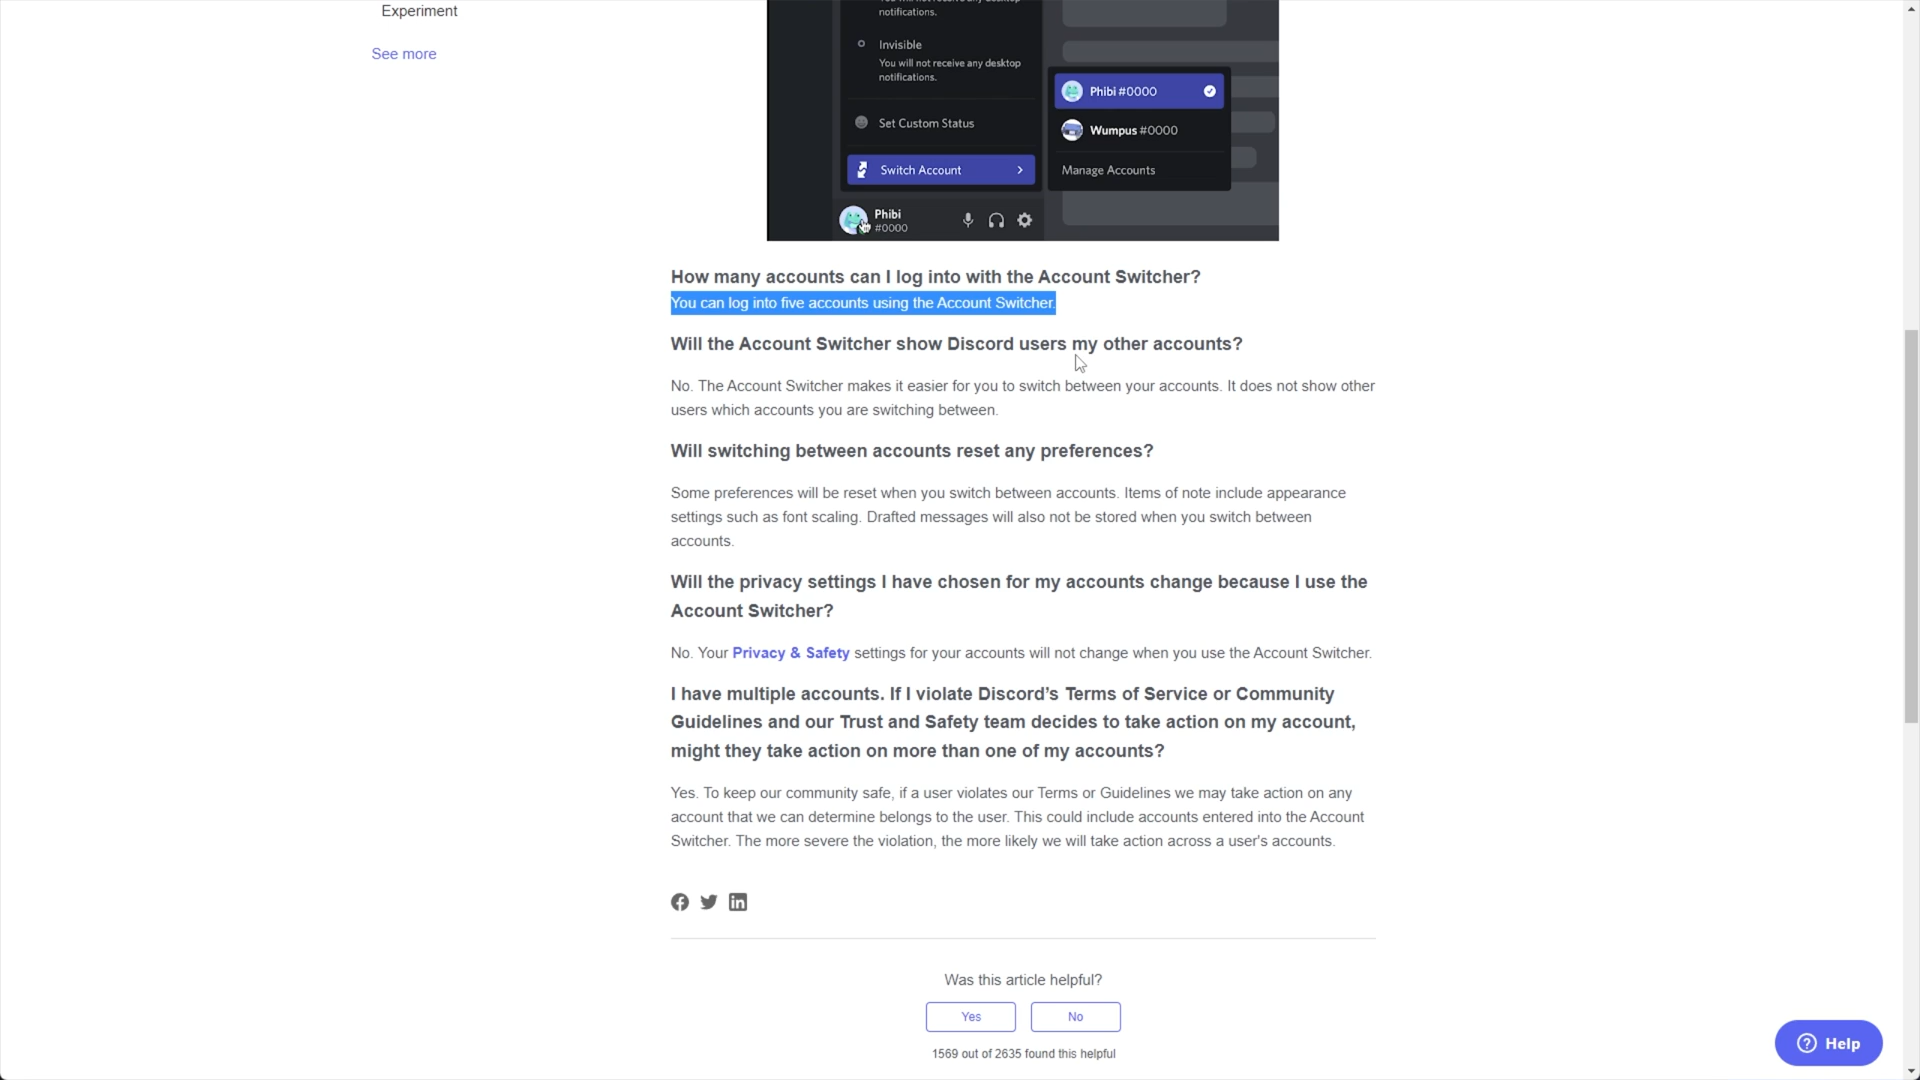 Experiment
See more
notifications.
Invisible
You will not receive any desktop
notifications.
Set Custom Status
Switch Account
Phibi
#0000
Phibi #0000
Wumpus #0000
Manage Accounts
How many accounts can I log into with the Account Switcher?
You can log into five accounts using the Account Switcher.
Will the Account Switcher show Discord users my other accounts?
No. The Account Switcher makes it easier for you to switch between your accounts. It does not show other
users which accounts you are switching between.
Will switching between accounts reset any preferences?
Some preferences will be reset when you switch between accounts. Items of note include appearance
settings such as font scaling. Drafted messages will also not be stored when you switch between
accounts.
Will the privacy settings I have chosen for my accounts change because I use the
Account Switcher?
No. Your Privacy & Safety settings for your accounts will not change when you use the Account Switcher.
I have multiple accounts. If I violate Discord’s Terms of Service or Community
Guidelines and our Trust and Safety team decides to take action on my account,
might they take action on more than one of my accounts?
Yes. To keep our community safe, if a user violates our Terms or Guidelines we may take action on any
account that we can determine belongs to the user. This could include accounts entered into the Account
Switcher. The more severe the violation, the more likely we will take action across a user's accounts.
Was this article helpful?
Yes No
1569 out of 2635 found this helpful
Help